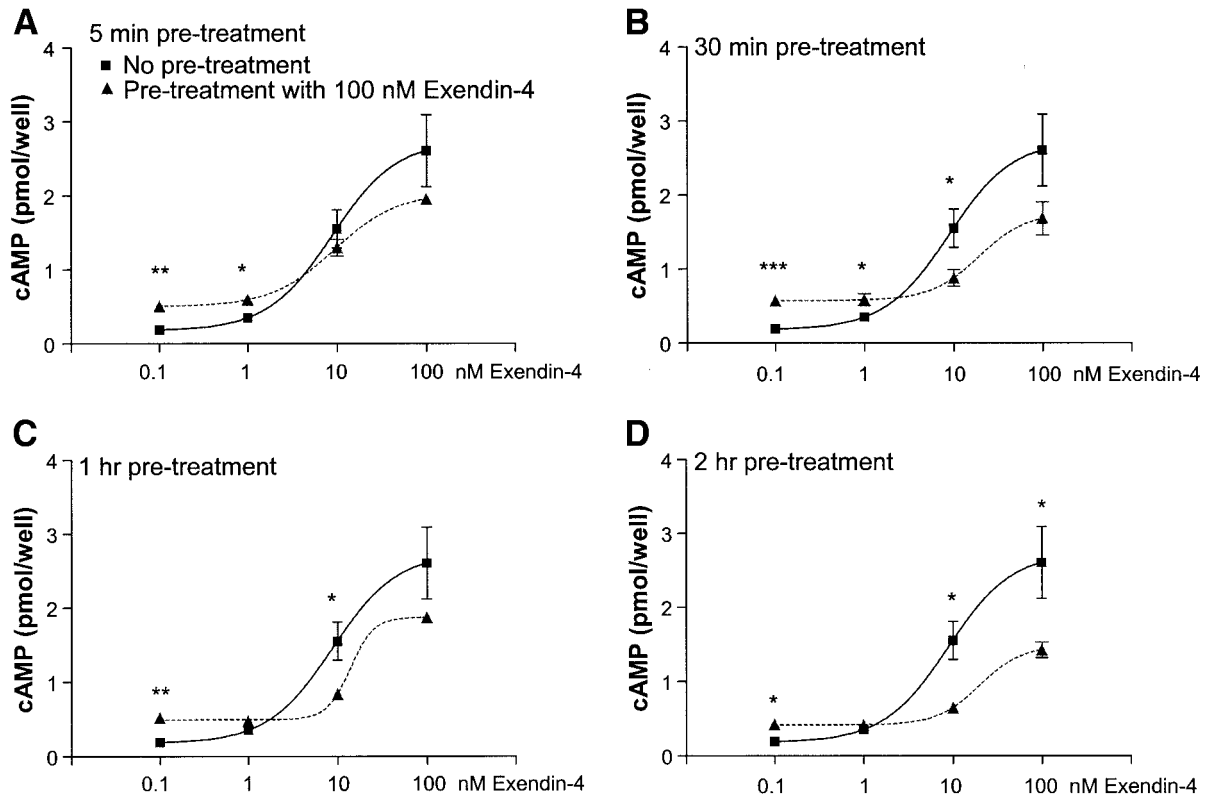 A
5 min pre-treatment
■ No pre-treatment
▲ Pre-treatment with 100 nM Exendin-4
cAMP (pmol/well)
4
3
2
1
0
** *
0.1 1 10 100 nM Exendin-4
B
30 min pre-treatment
cAMP (pmol/well)
4
3
2
1
0
*** * *
0.1 1 10 100 nM Exendin-4
C
1 hr pre-treatment
cAMP (pmol/well)
4
3
2
1
0
** *
0.1 1 10 100 nM Exendin-4
D
2 hr pre-treatment
cAMP (pmol/well)
4
3
2
1
0
* * *
0.1 1 10 100 nM Exendin-4